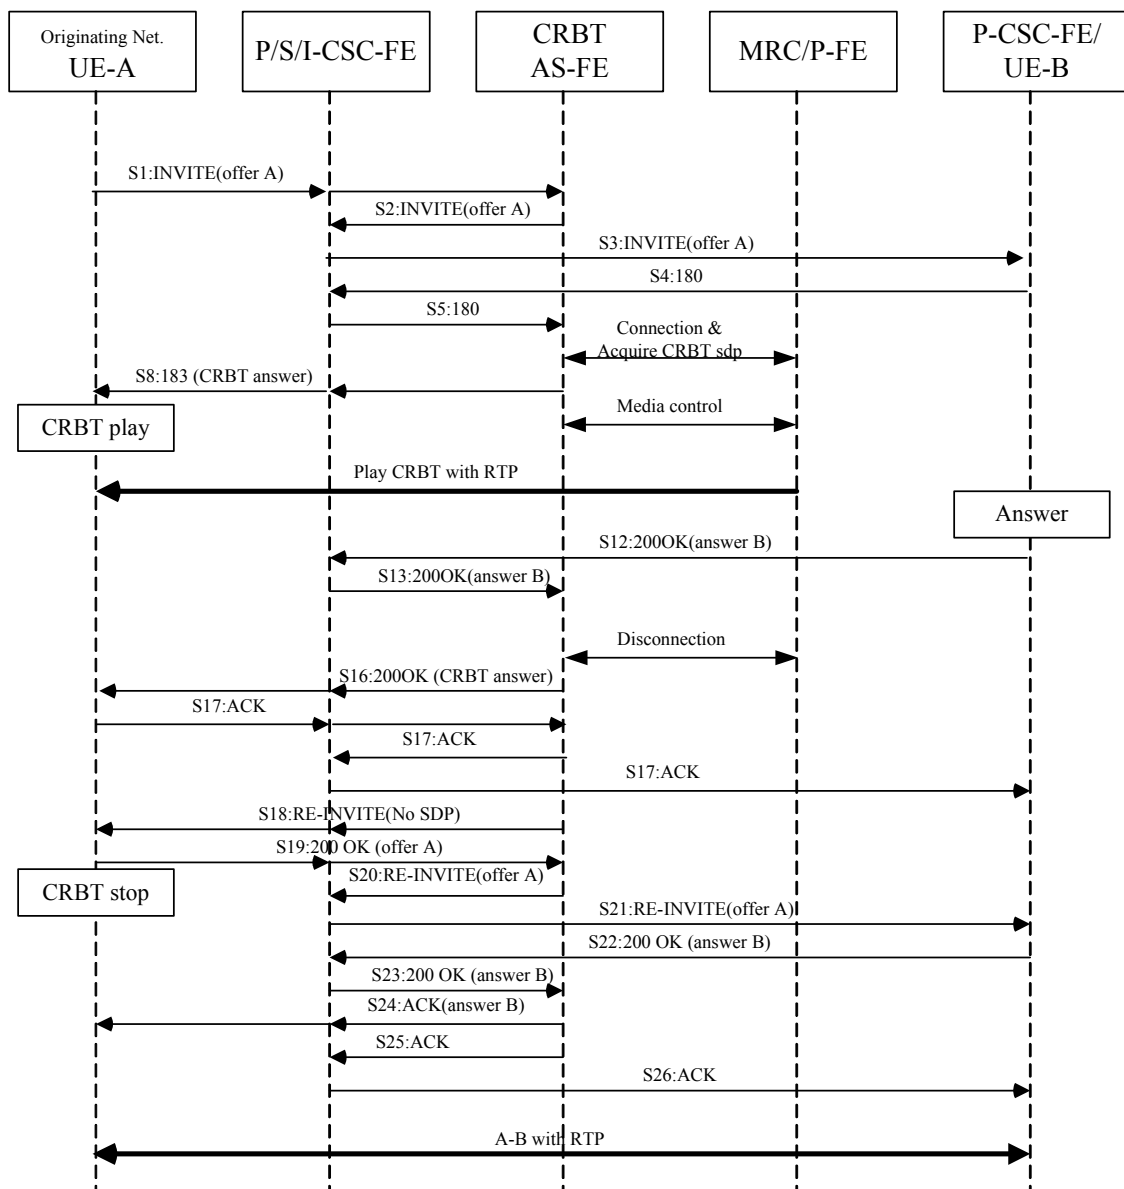 Originating Net.
UE-A
P/S/I-CSC-FE
CRBT
AS-FE
MRC/P-FE
P-CSC-FE/
UE-B
S1:INVITE(offer A)
S2:INVITE(offer A)
S3:INVITE(offer A)
S4:180
S5:180
Connection &
Acquire CRBT sdp
S8:183 (CRBT answer)
Media control
CRBT play
Play CRBT with RTP
Answer
S12:200OK(answer B)
S13:200OK(answer B)
Disconnection
S16:200OK (CRBT answer)
S17:ACK
S17:ACK
S17:ACK
S18:RE-INVITE(No SDP)
S19:200 OK (offer A)
CRBT stop
S20:RE-INVITE(offer A)
S21:RE-INVITE(offer A)
S22:200 OK (answer B)
S23:200 OK (answer B)
S24:ACK(answer B)
S25:ACK
S26:ACK
A-B with RTP